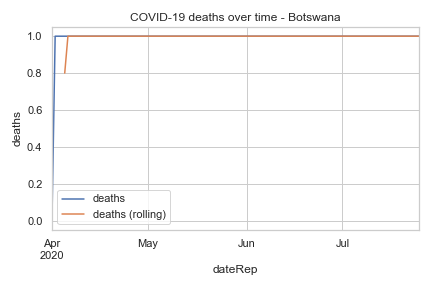 COVID-19 deaths over time - Botswana
1.0
0.8
0.6
0.4
0.2
0.0
deaths
deaths
deaths (rolling)
Apr
2020
May
Jun
Jul
dateRep